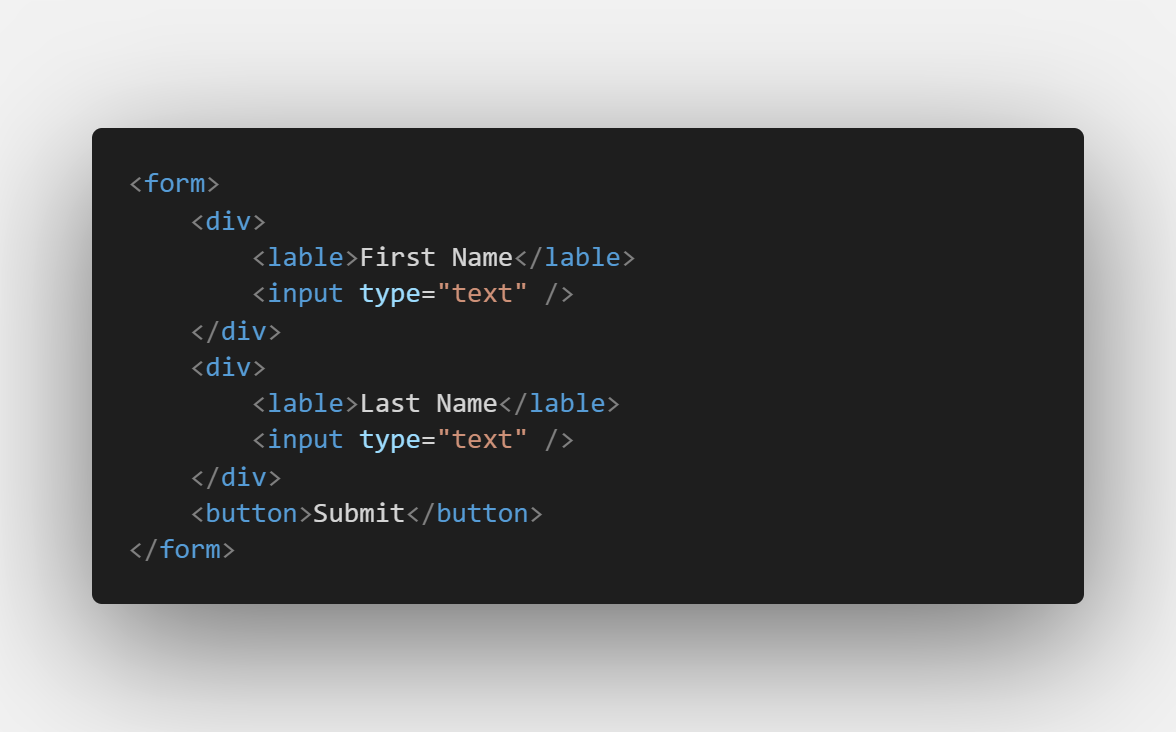 <form>
    <div>
        <lable>First Name</lable>
        <input type="text" />
    </div>
    <div>
        <lable>Last Name</lable>
        <input type="text" />
    </div>
    <button>Submit</button>
</form>